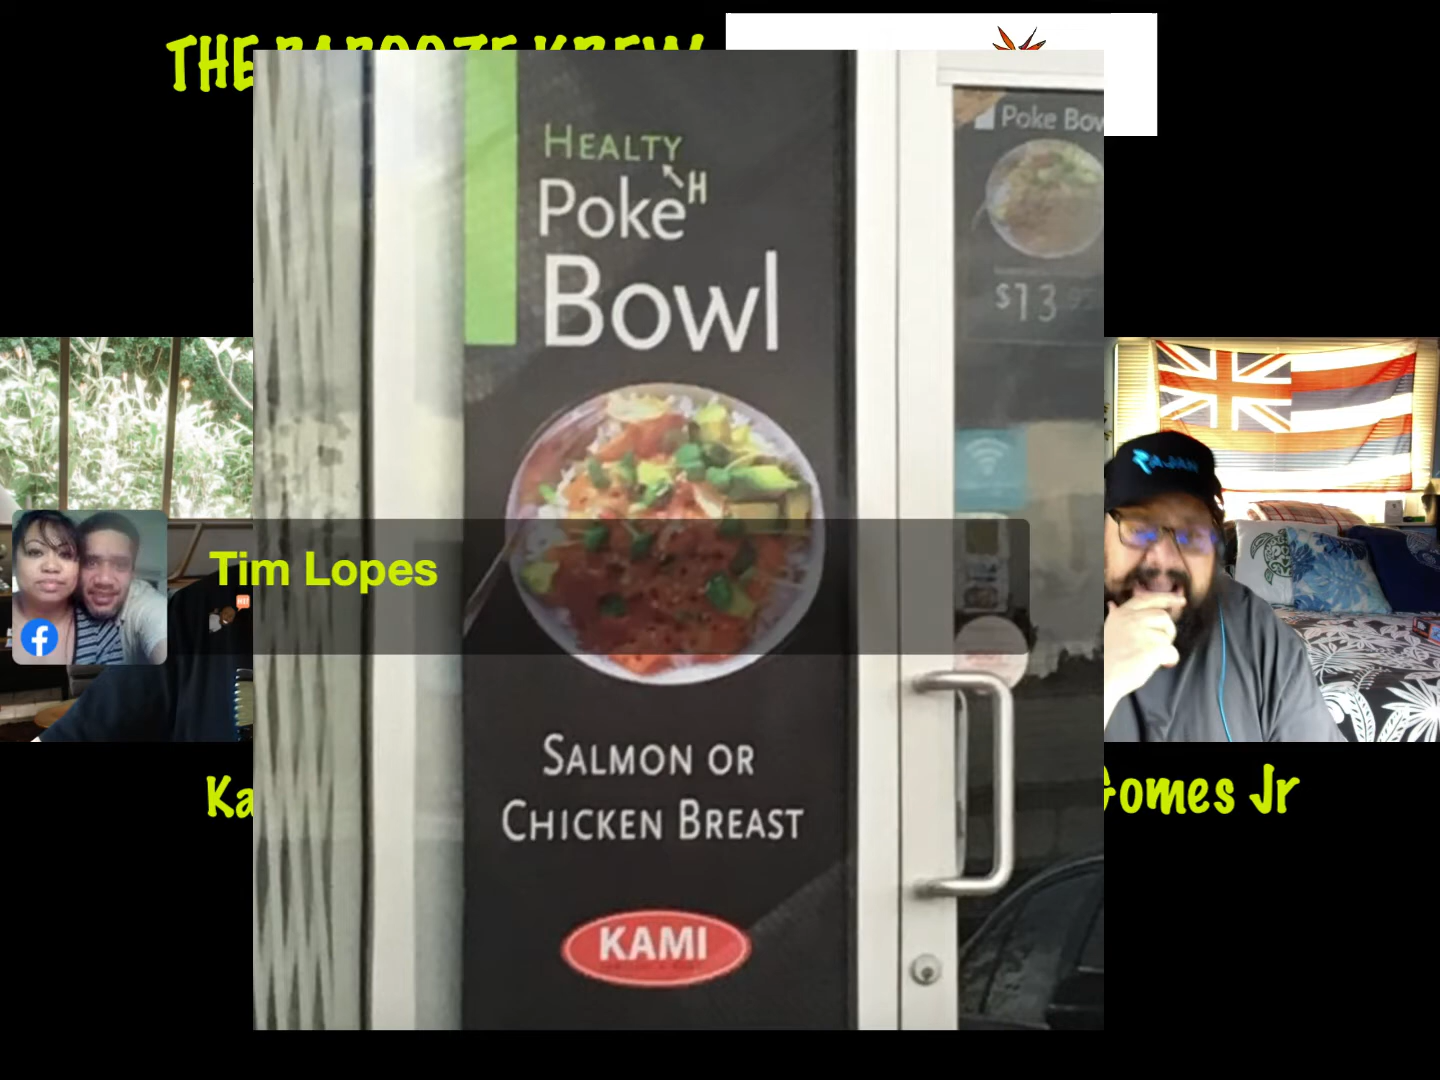 THE
HEALTY
H
Poke
Bowl
SALMON OR
CHICKEN BREAST
KAMI
Poke Bow
$13
Tim Lopes
Ka
Gomes Jr